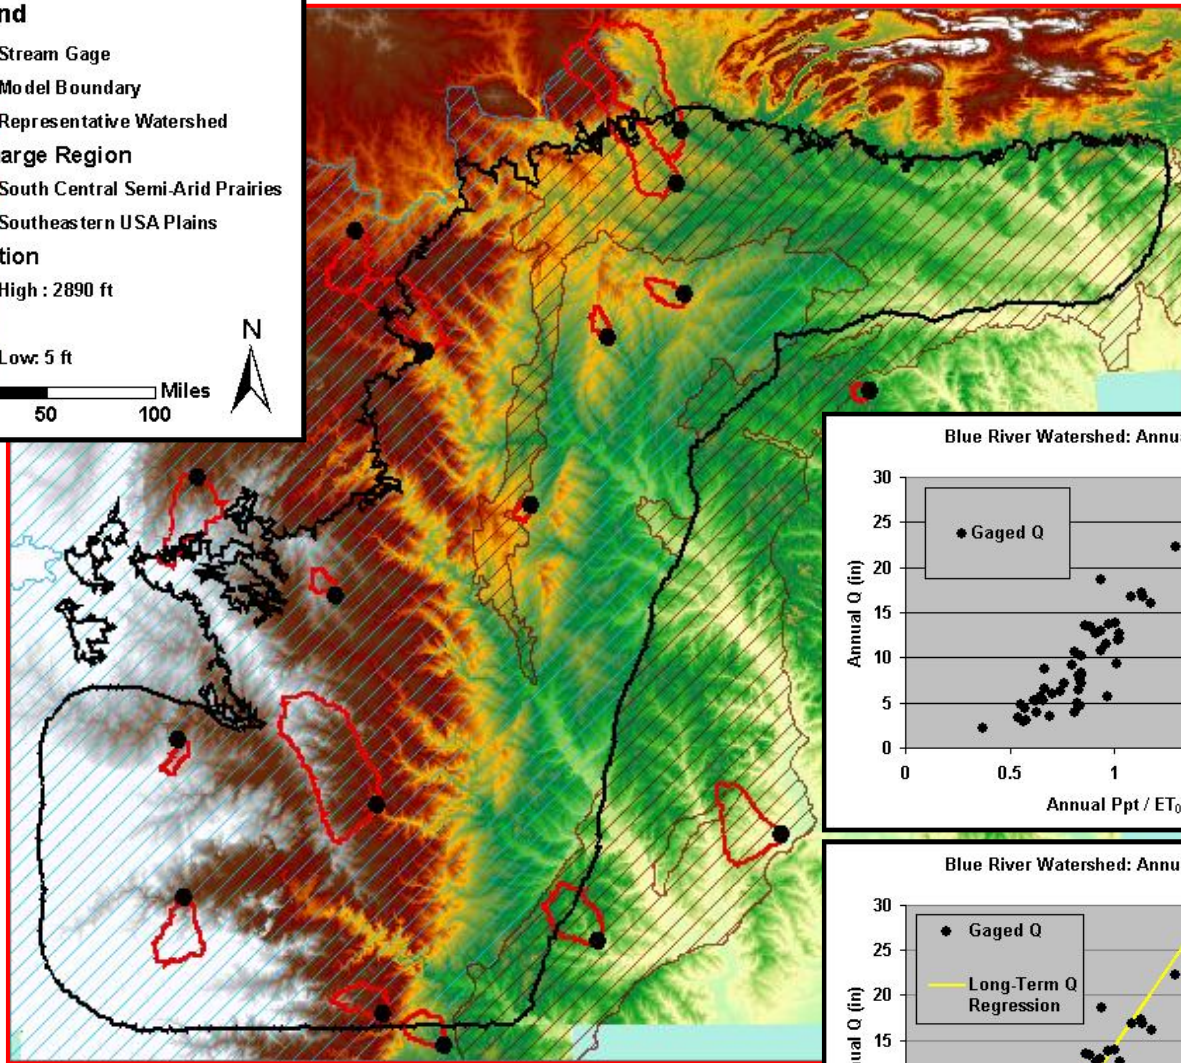 nd
Stream Gage
Model Boundary
Representative Watershed
arge Region
South Central Semi-Arid Prairies
Southeastern USA Plains
tion
High : 2890 ft
Low: 5 ft
N
Miles
50 100
Blue River Watershed: Annu
30
25
20
15
10
5
0
Annual Q (in)
Gaged Q
0 0.5 1
Annual Ppt / ET₀
Blue River Watershed: Annu
30
25
20
15
ual Q (in)
Gaged Q
Long-Term Q
Regression